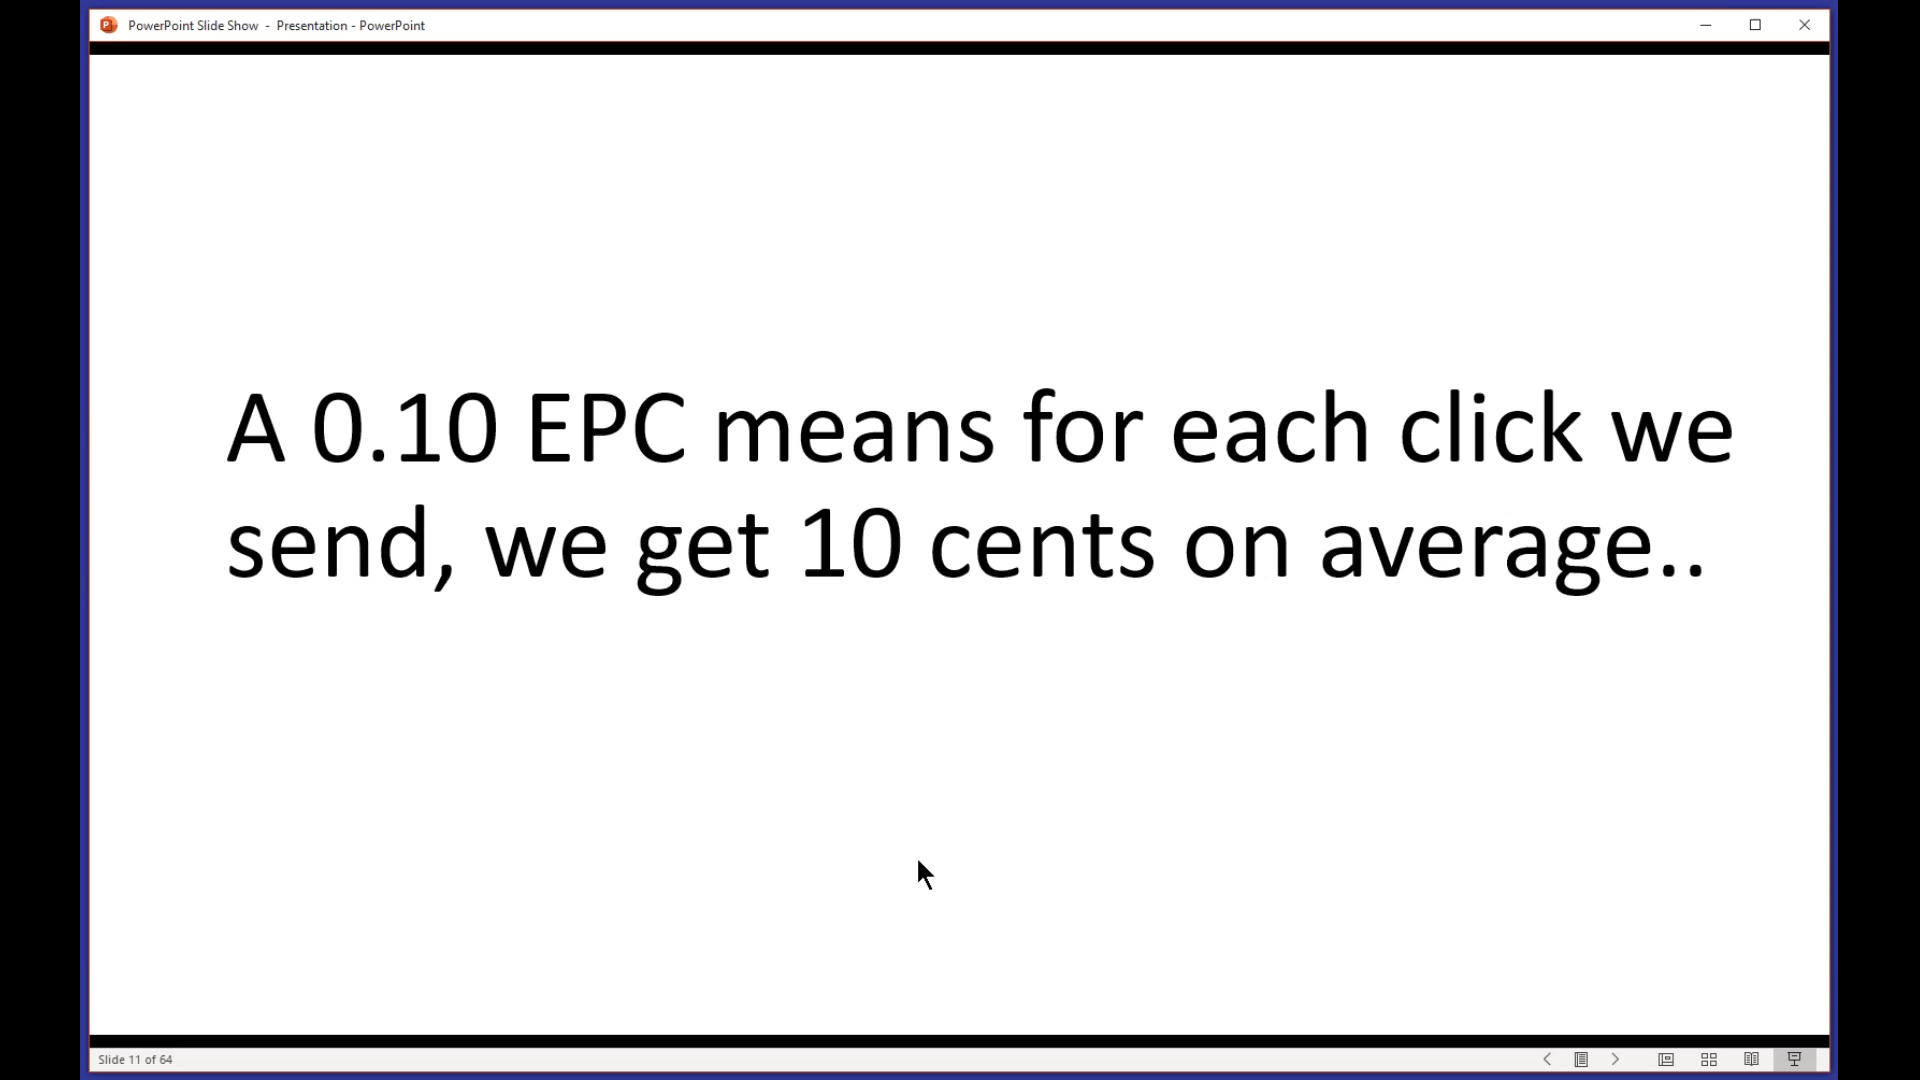 PowerPoint Slide Show - Presentation - PowerPoint
A 0.10 EPC means for each click we
send, we get 10 cents on average..
Slide 11 of 64